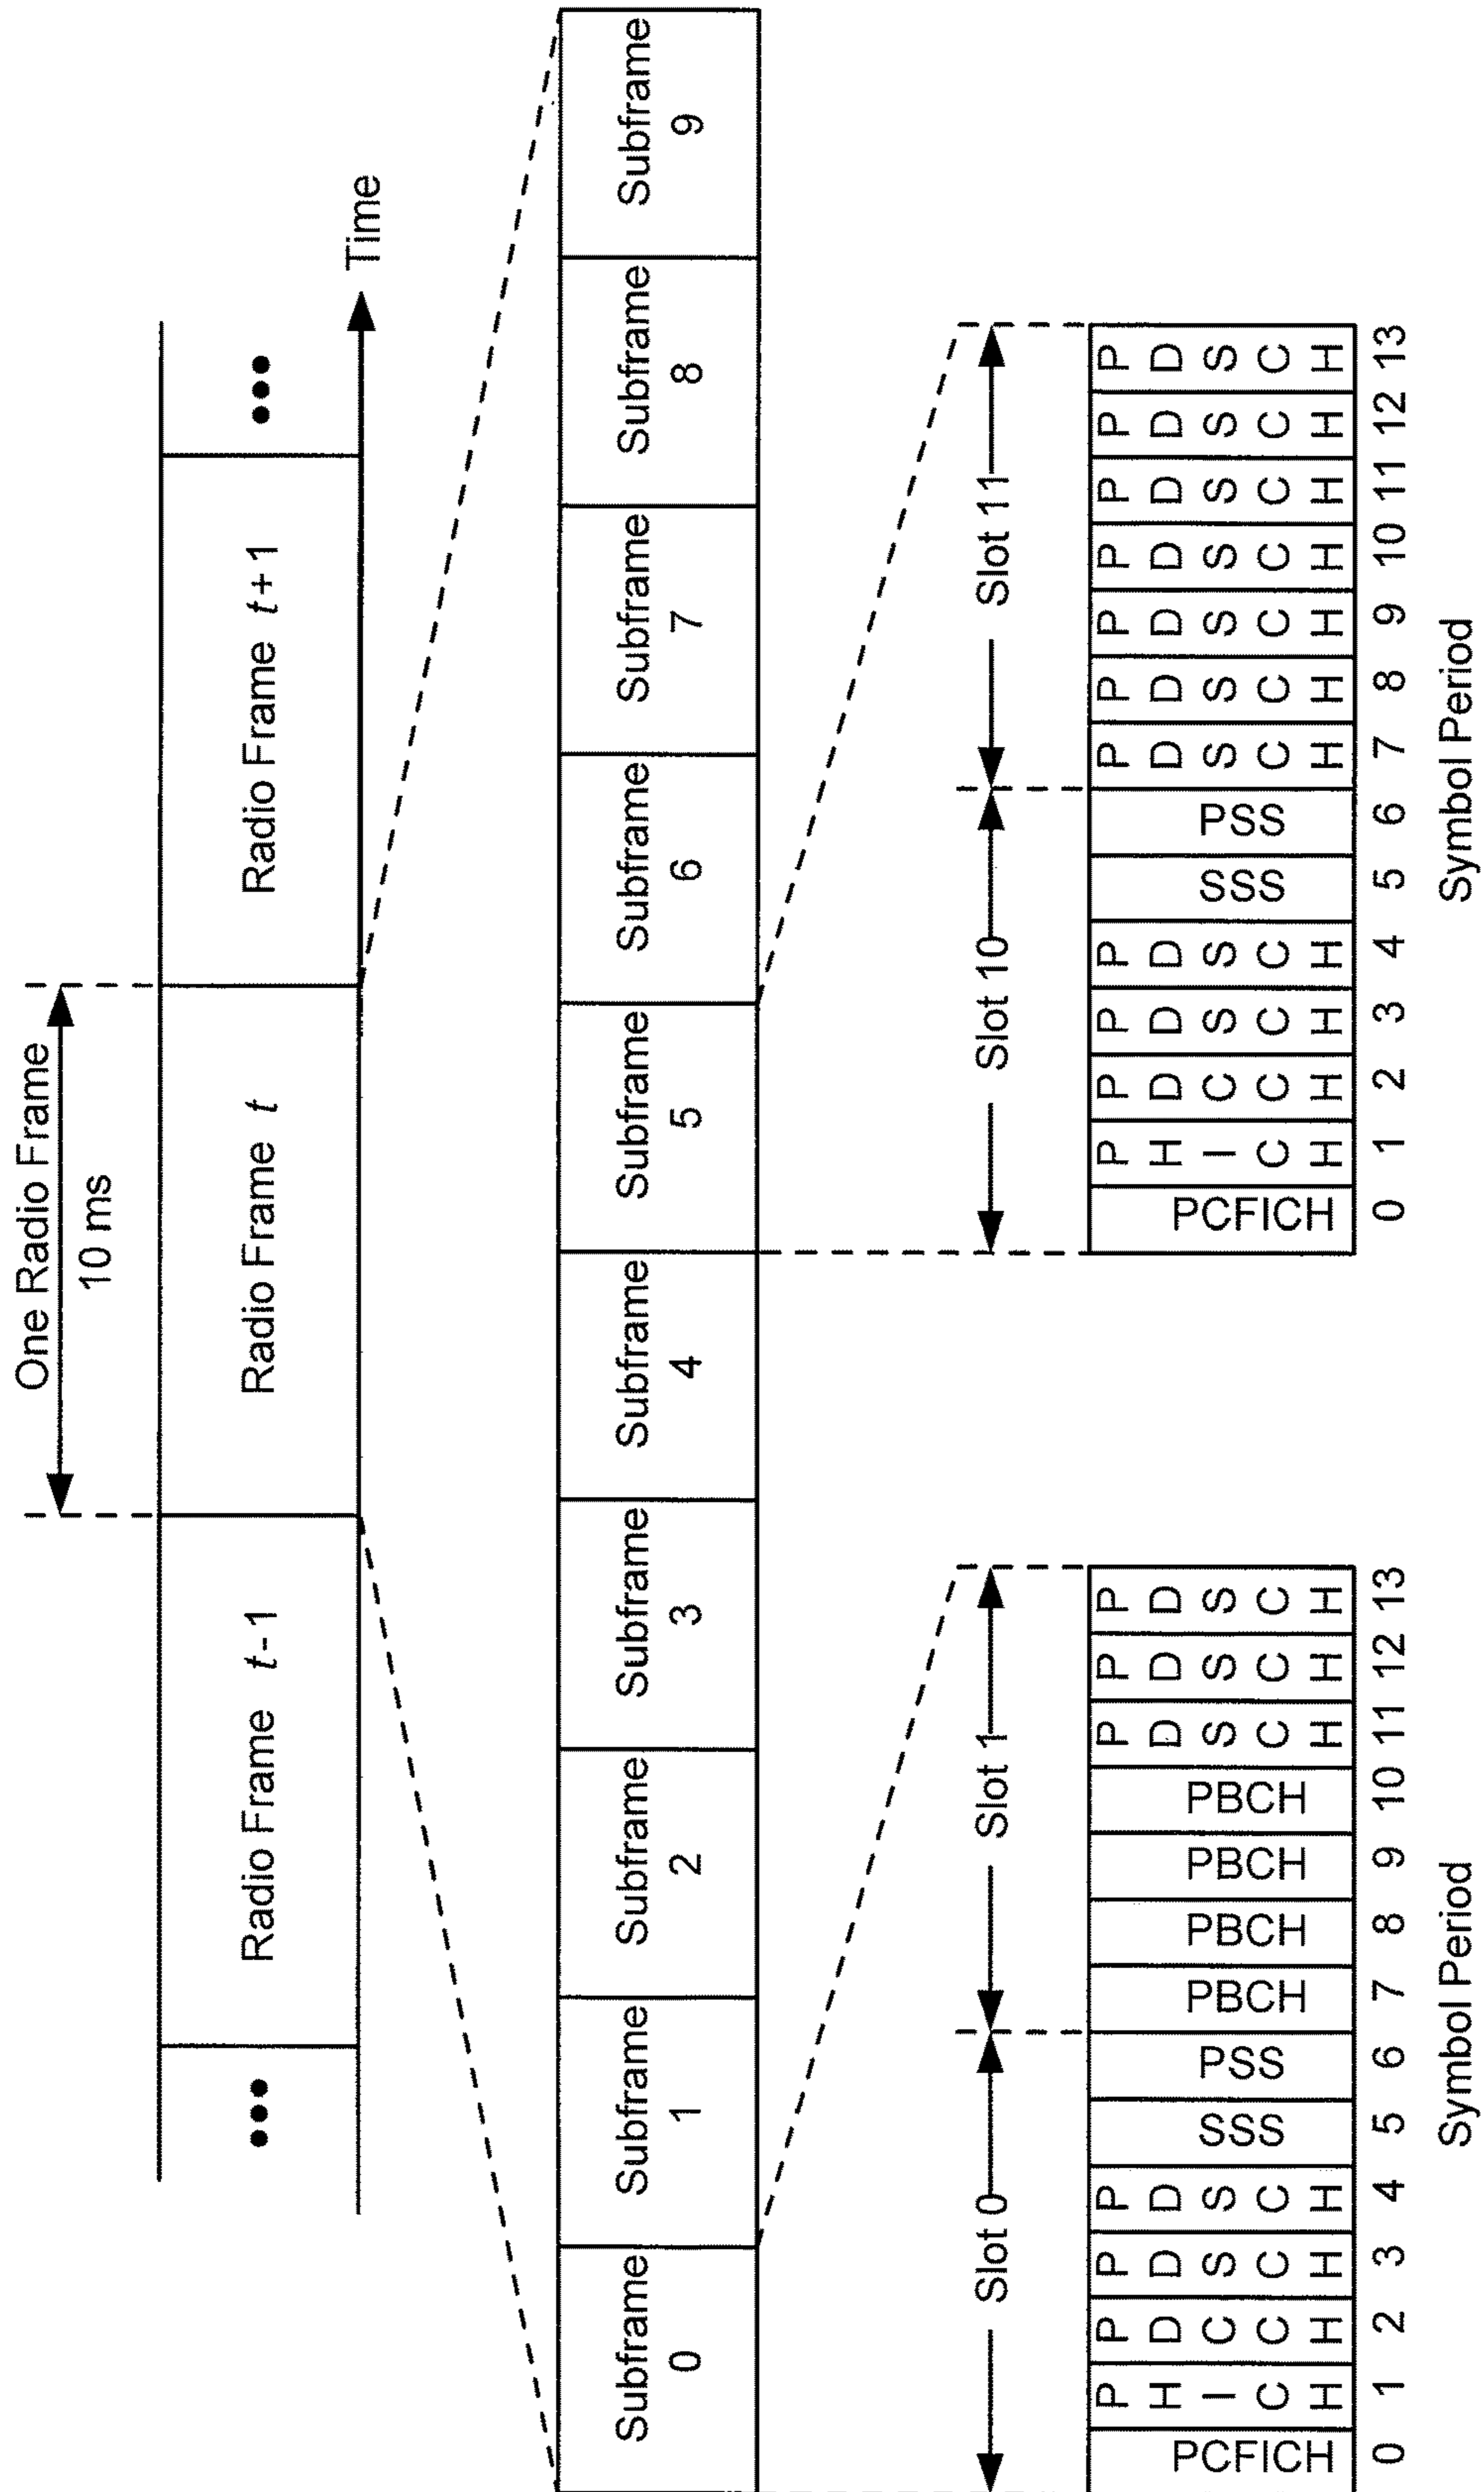 One Radio Frame
10 ms
••• Radio Frame t-1 Radio Frame t Radio Frame t+1 •••
Time
Subframe 0
Subframe 1
Subframe 2
Subframe 3
Subframe 4
Subframe 5
Subframe 6
Subframe 7
Subframe 8
Subframe 9
Slot 0 Slot 1
PCFICH PHICH PDCCH PDSCH PDSCH SSS PSS PBCH PBCH PBCH PBCH PDSCH PDSCH PDSCH
0 1 2 3 4 5 6 7 8 9 10 11 12 13
Symbol Period
Slot 10 Slot 11
PCFICH PHICH PDCCH PDSCH PDSCH SSS PSS PDSCH PDSCH PDSCH PDSCH PDSCH PDSCH PDSCH
0 1 2 3 4 5 6 7 8 9 10 11 12 13
Symbol Period